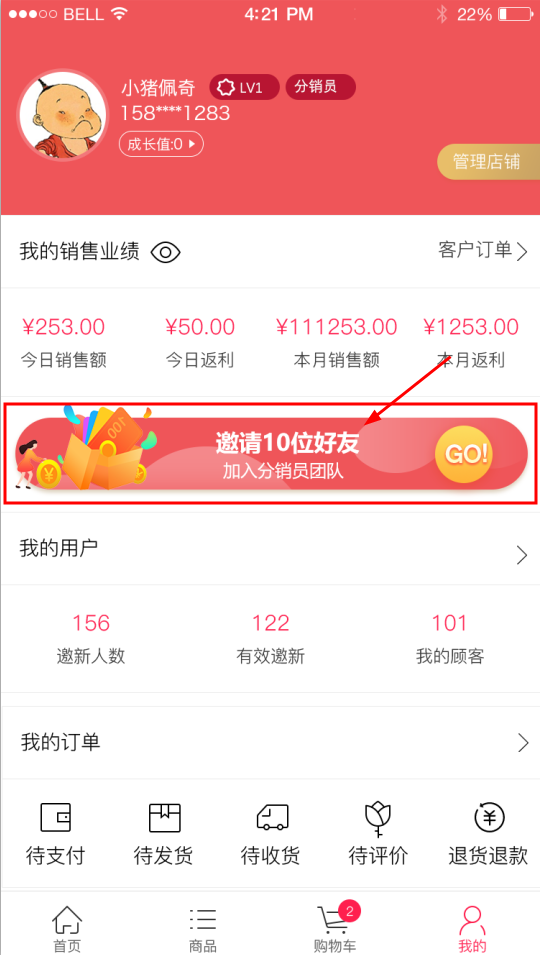 BELL 4:21 PM 22%
小猪佩奇 LV1 分销员
158****1283
成长值:0
管理店铺
我的销售业绩 客户订单
¥253.00 ¥50.00 ¥111253.00 ¥1253.00
今日销售额 今日返利 本月销售额 本月返利
001
邀请10位好友
加入分销员团队
GO!
我的用户
156 122 101
邀新人数 有效邀新 我的顾客
我的订单
待支付 待发货 待收货 待评价 退货退款
2
首页 商品 购物车 我的